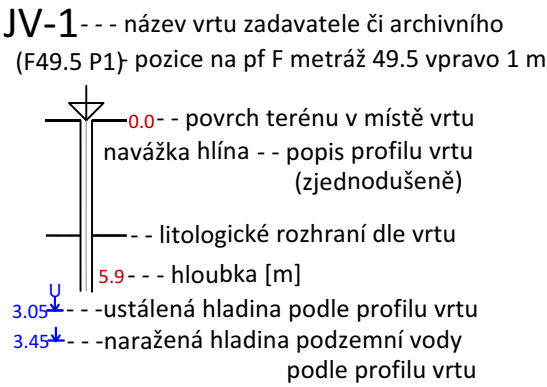 JV-1- - - název vrtu zadavatele či archivního
(F49.5 P1)- pozice na pf F metráž 49.5 vpravo 1 m
0.0- - povrch terénu v místě vrtu
navážka hlína - - popis profilu vrtu
(zjednodušeně)
- - litologické rozhraní dle vrtu
5.9- - - hloubka [m]
U
3.05 - - -ustálená hladina podle profilu vrtu
3.45 - - -naražená hladina podzemní vody
podle profilu vrtu